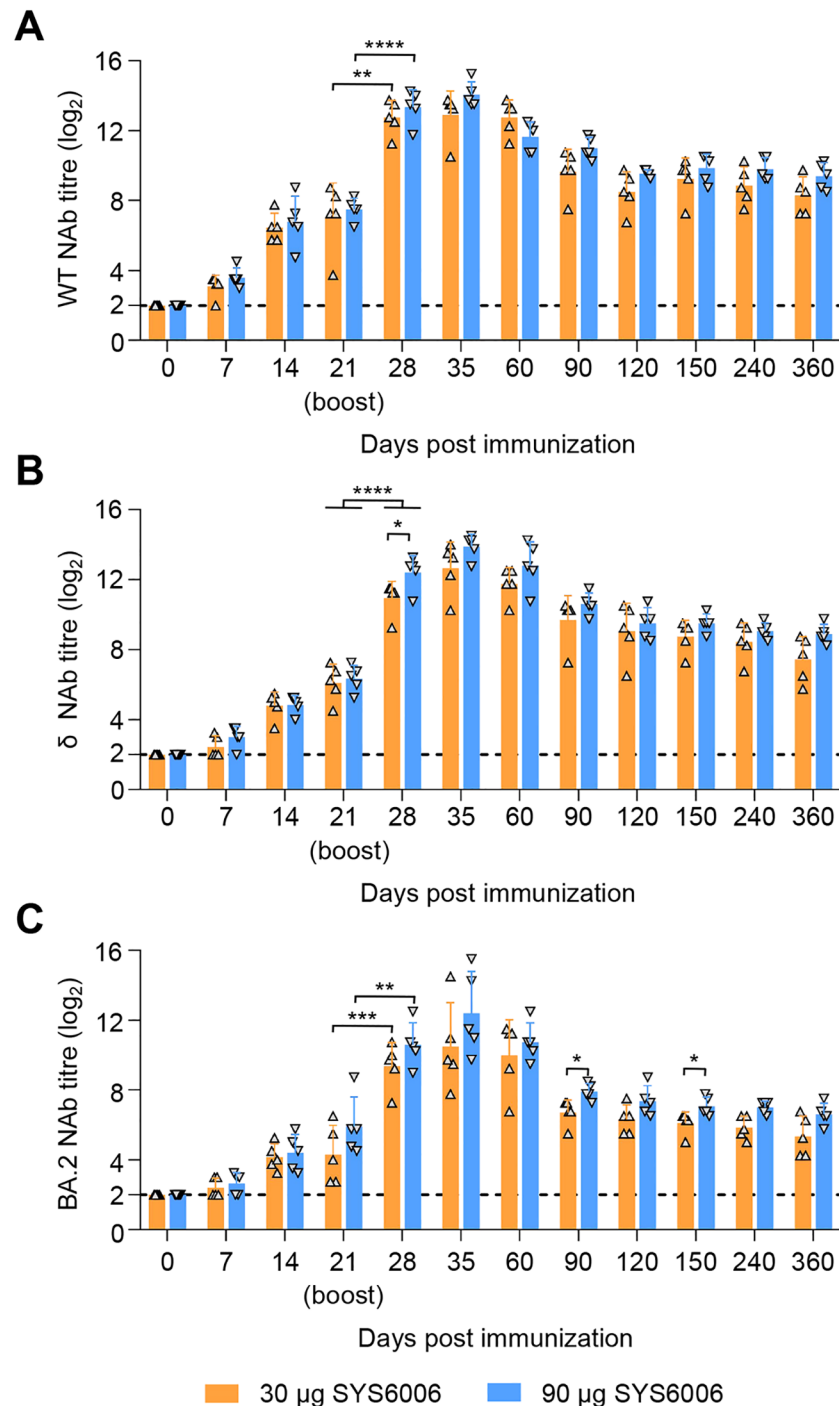 A
WT NAb titre (log₂)
16
12
8
4
2
0
** ****
0 7 14 21 28 35 60 90 120 150 240 360
(boost)
Days post immunization
B
δ NAb titre (log₂)
16
12
8
4
2
0
****
*
0 7 14 21 28 35 60 90 120 150 240 360
(boost)
Days post immunization
C
BA.2 NAb titre (log₂)
16
12
8
4
2
0
*** ** * *
0 7 14 21 28 35 60 90 120 150 240 360
(boost)
Days post immunization
30 μg SYS6006 90 μg SYS6006